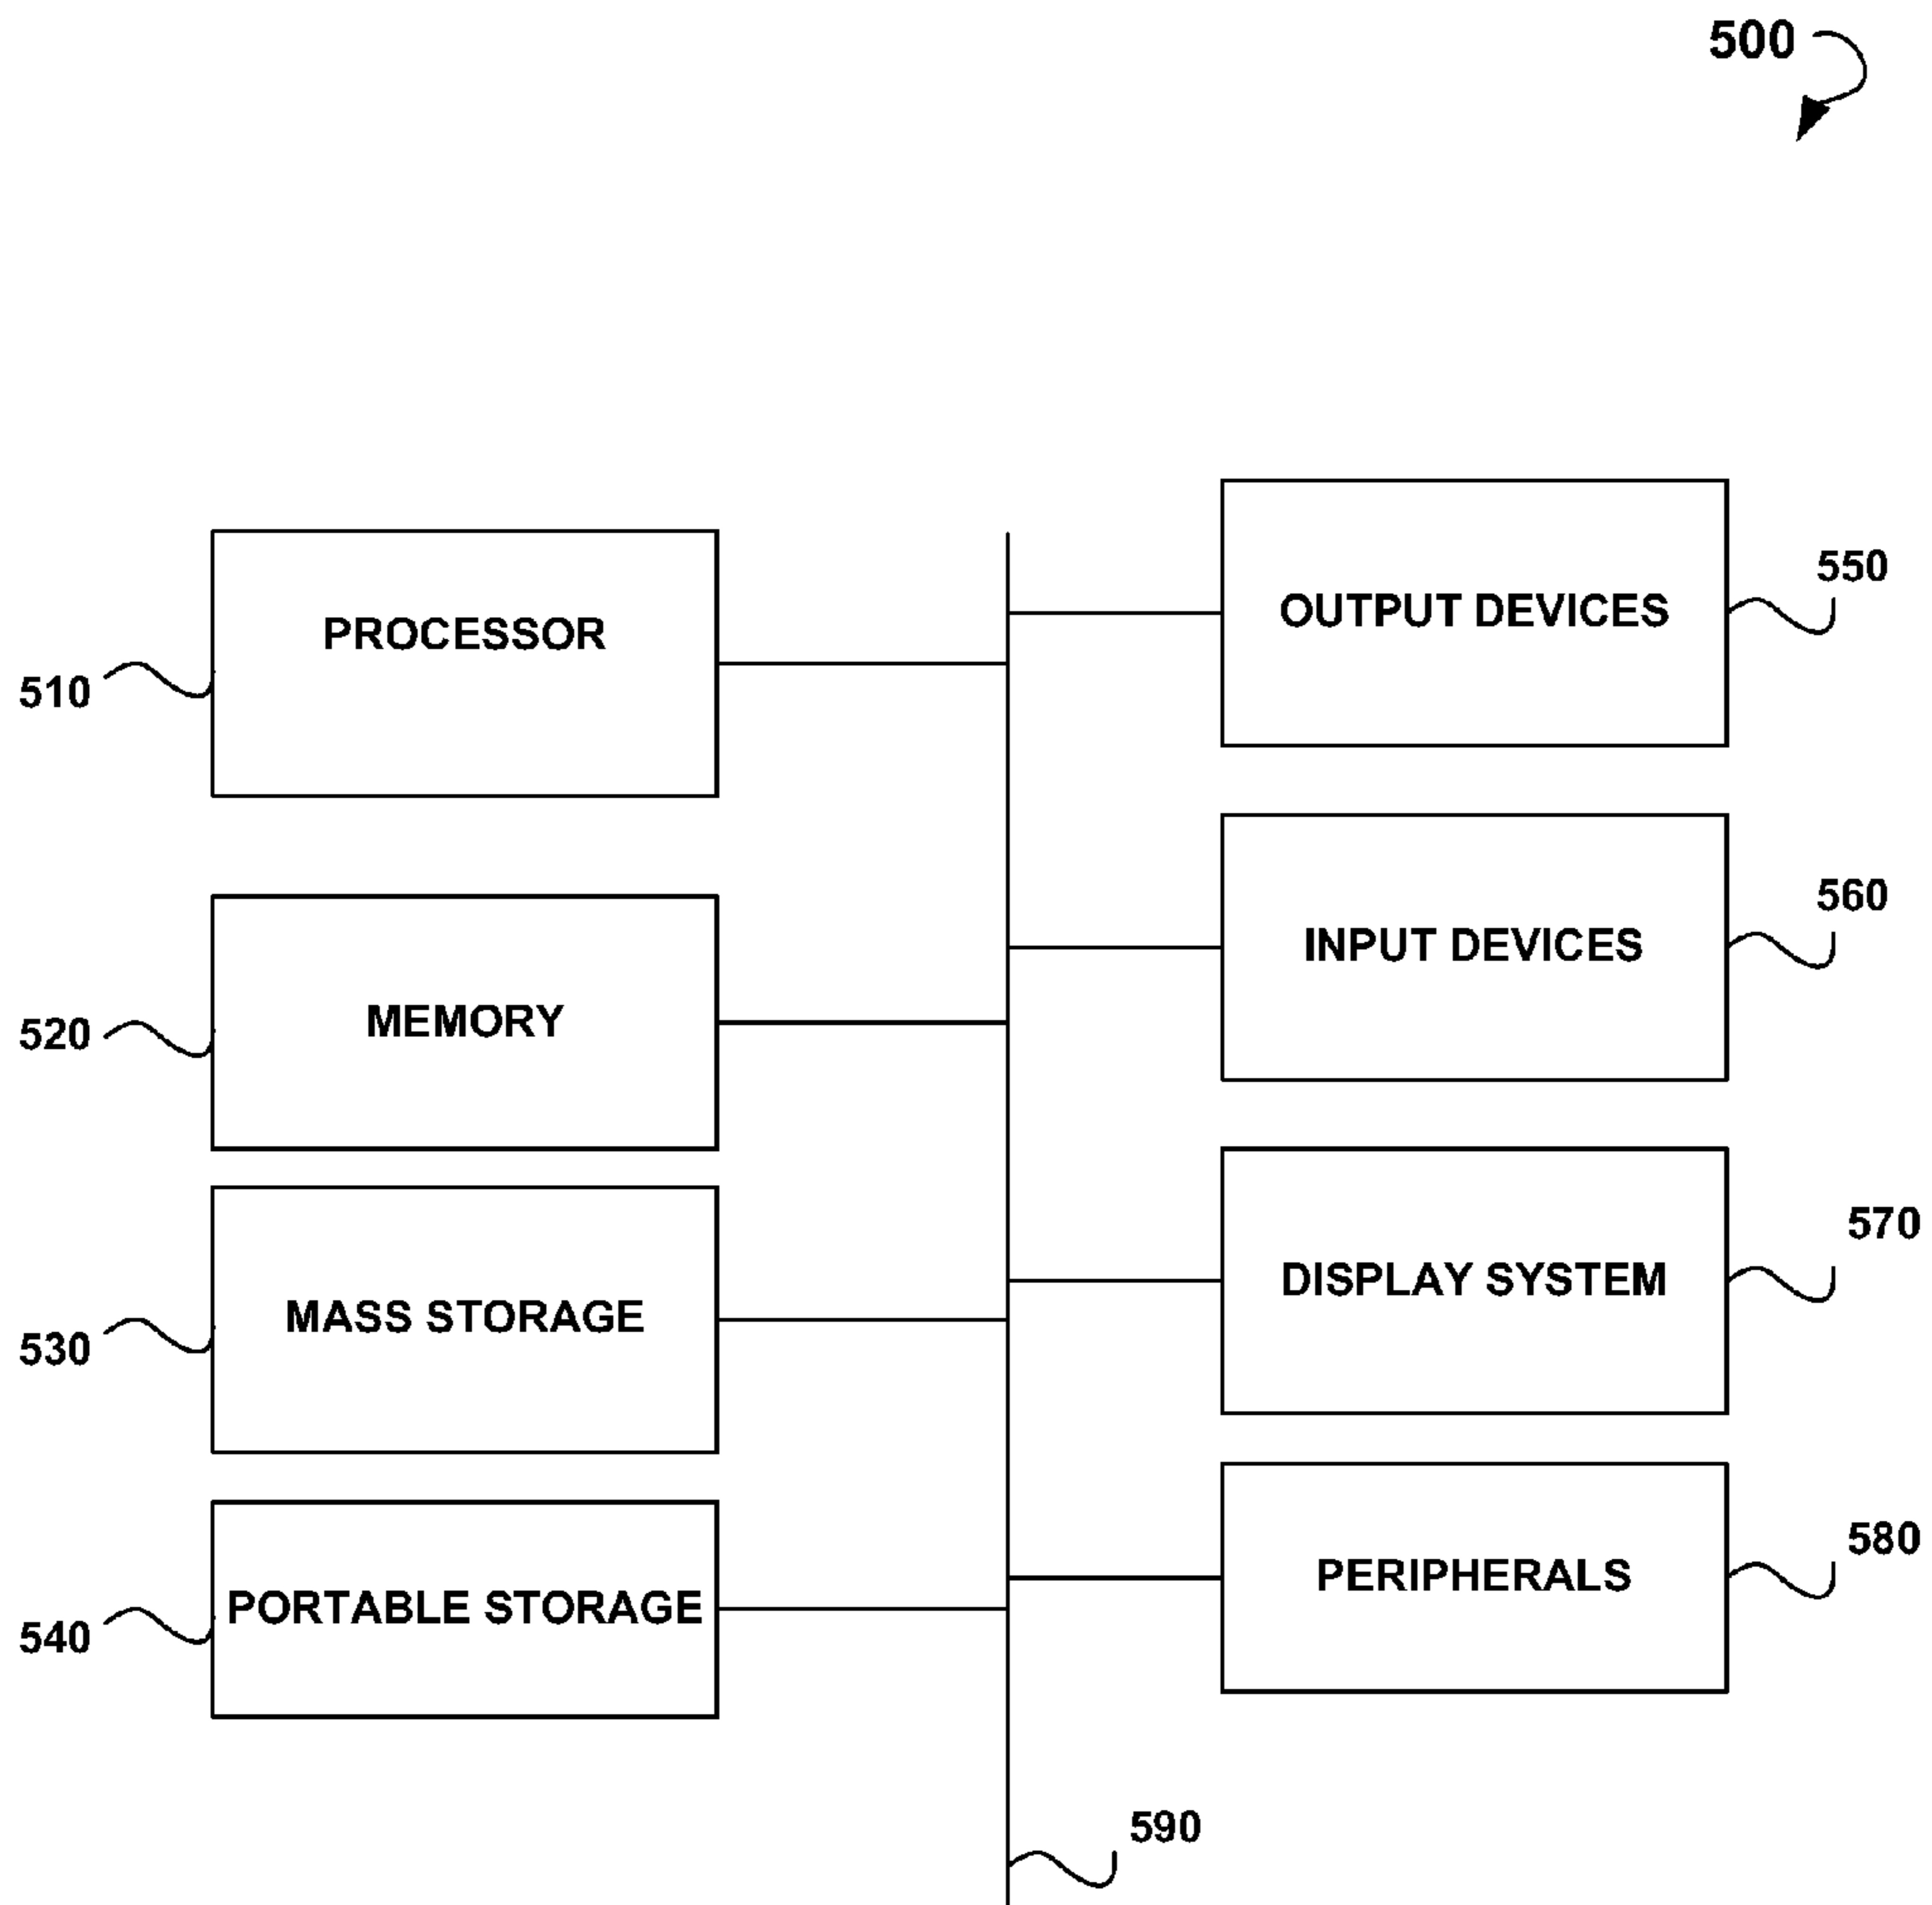 500
PROCESSOR
510
MEMORY
520
MASS STORAGE
530
PORTABLE STORAGE
540
OUTPUT DEVICES
550
INPUT DEVICES
560
DISPLAY SYSTEM
570
PERIPHERALS
580
590